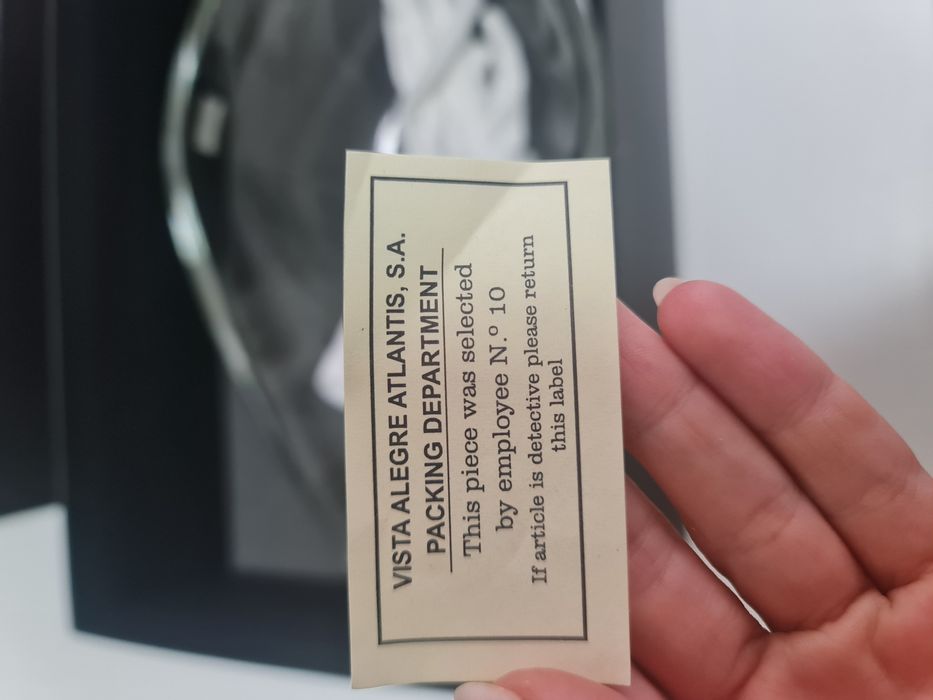 VISTA ALEGRE ATLANTIS, S.A.
PACKING DEPARTMENT
This piece was selected
by employee N.º 10
If article is detective please return
this label